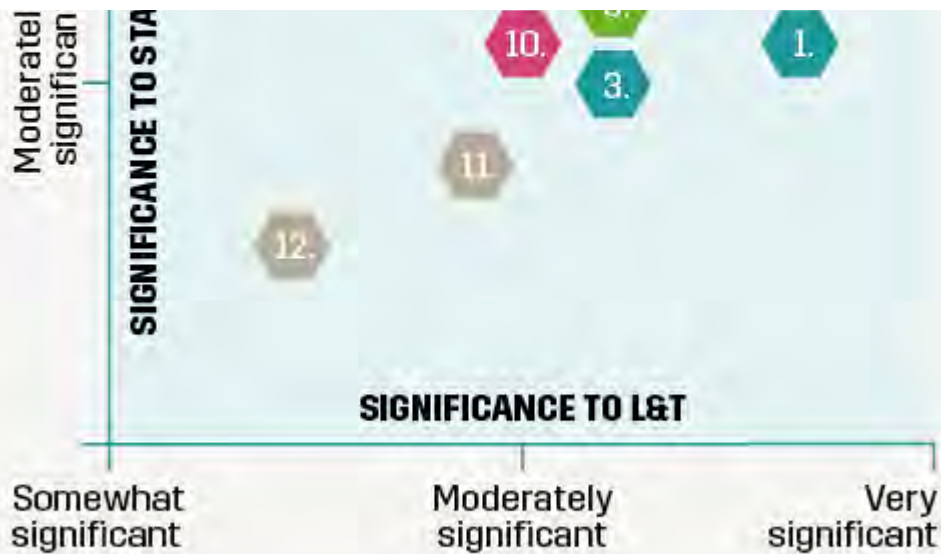 Moderatel
significan
SIGNIFICANCE TO STA
10.
1.
3.
11.
12.
SIGNIFICANCE TO L&T
Somewhat
significant
Moderately
significant
Very
significant